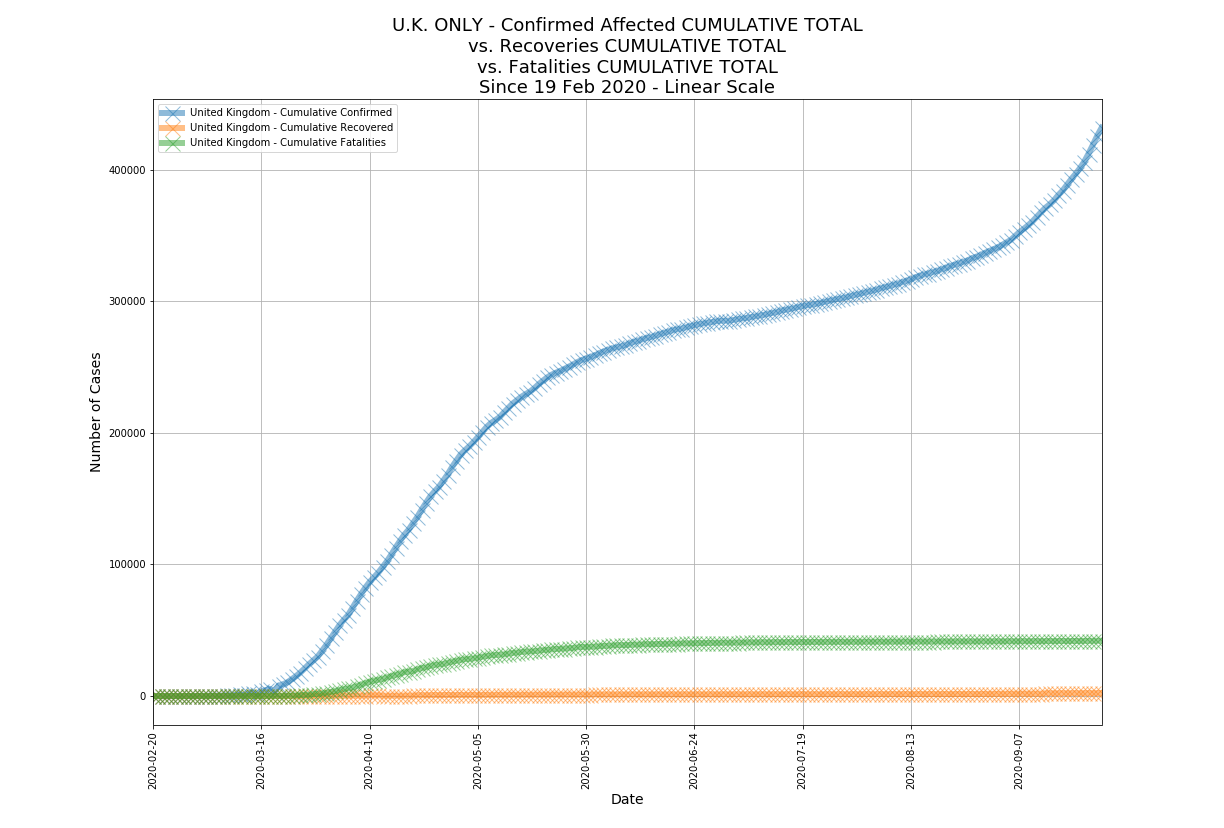 U.K. ONLY - Confirmed Affected CUMULATIVE TOTAL
vs. Recoveries CUMULATIVE TOTAL
vs. Fatalities CUMULATIVE TOTAL
Since 19 Feb 2020 - Linear Scale
United Kingdom - Cumulative Confirmed
United Kingdom - Cumulative Recovered
United Kingdom - Cumulative Fatalities
Number of Cases
400000
300000
200000
100000
0
2020-02-20
2020-03-16
2020-04-10
2020-05-05
2020-05-30
2020-06-24
2020-07-19
2020-08-13
2020-09-07
Date